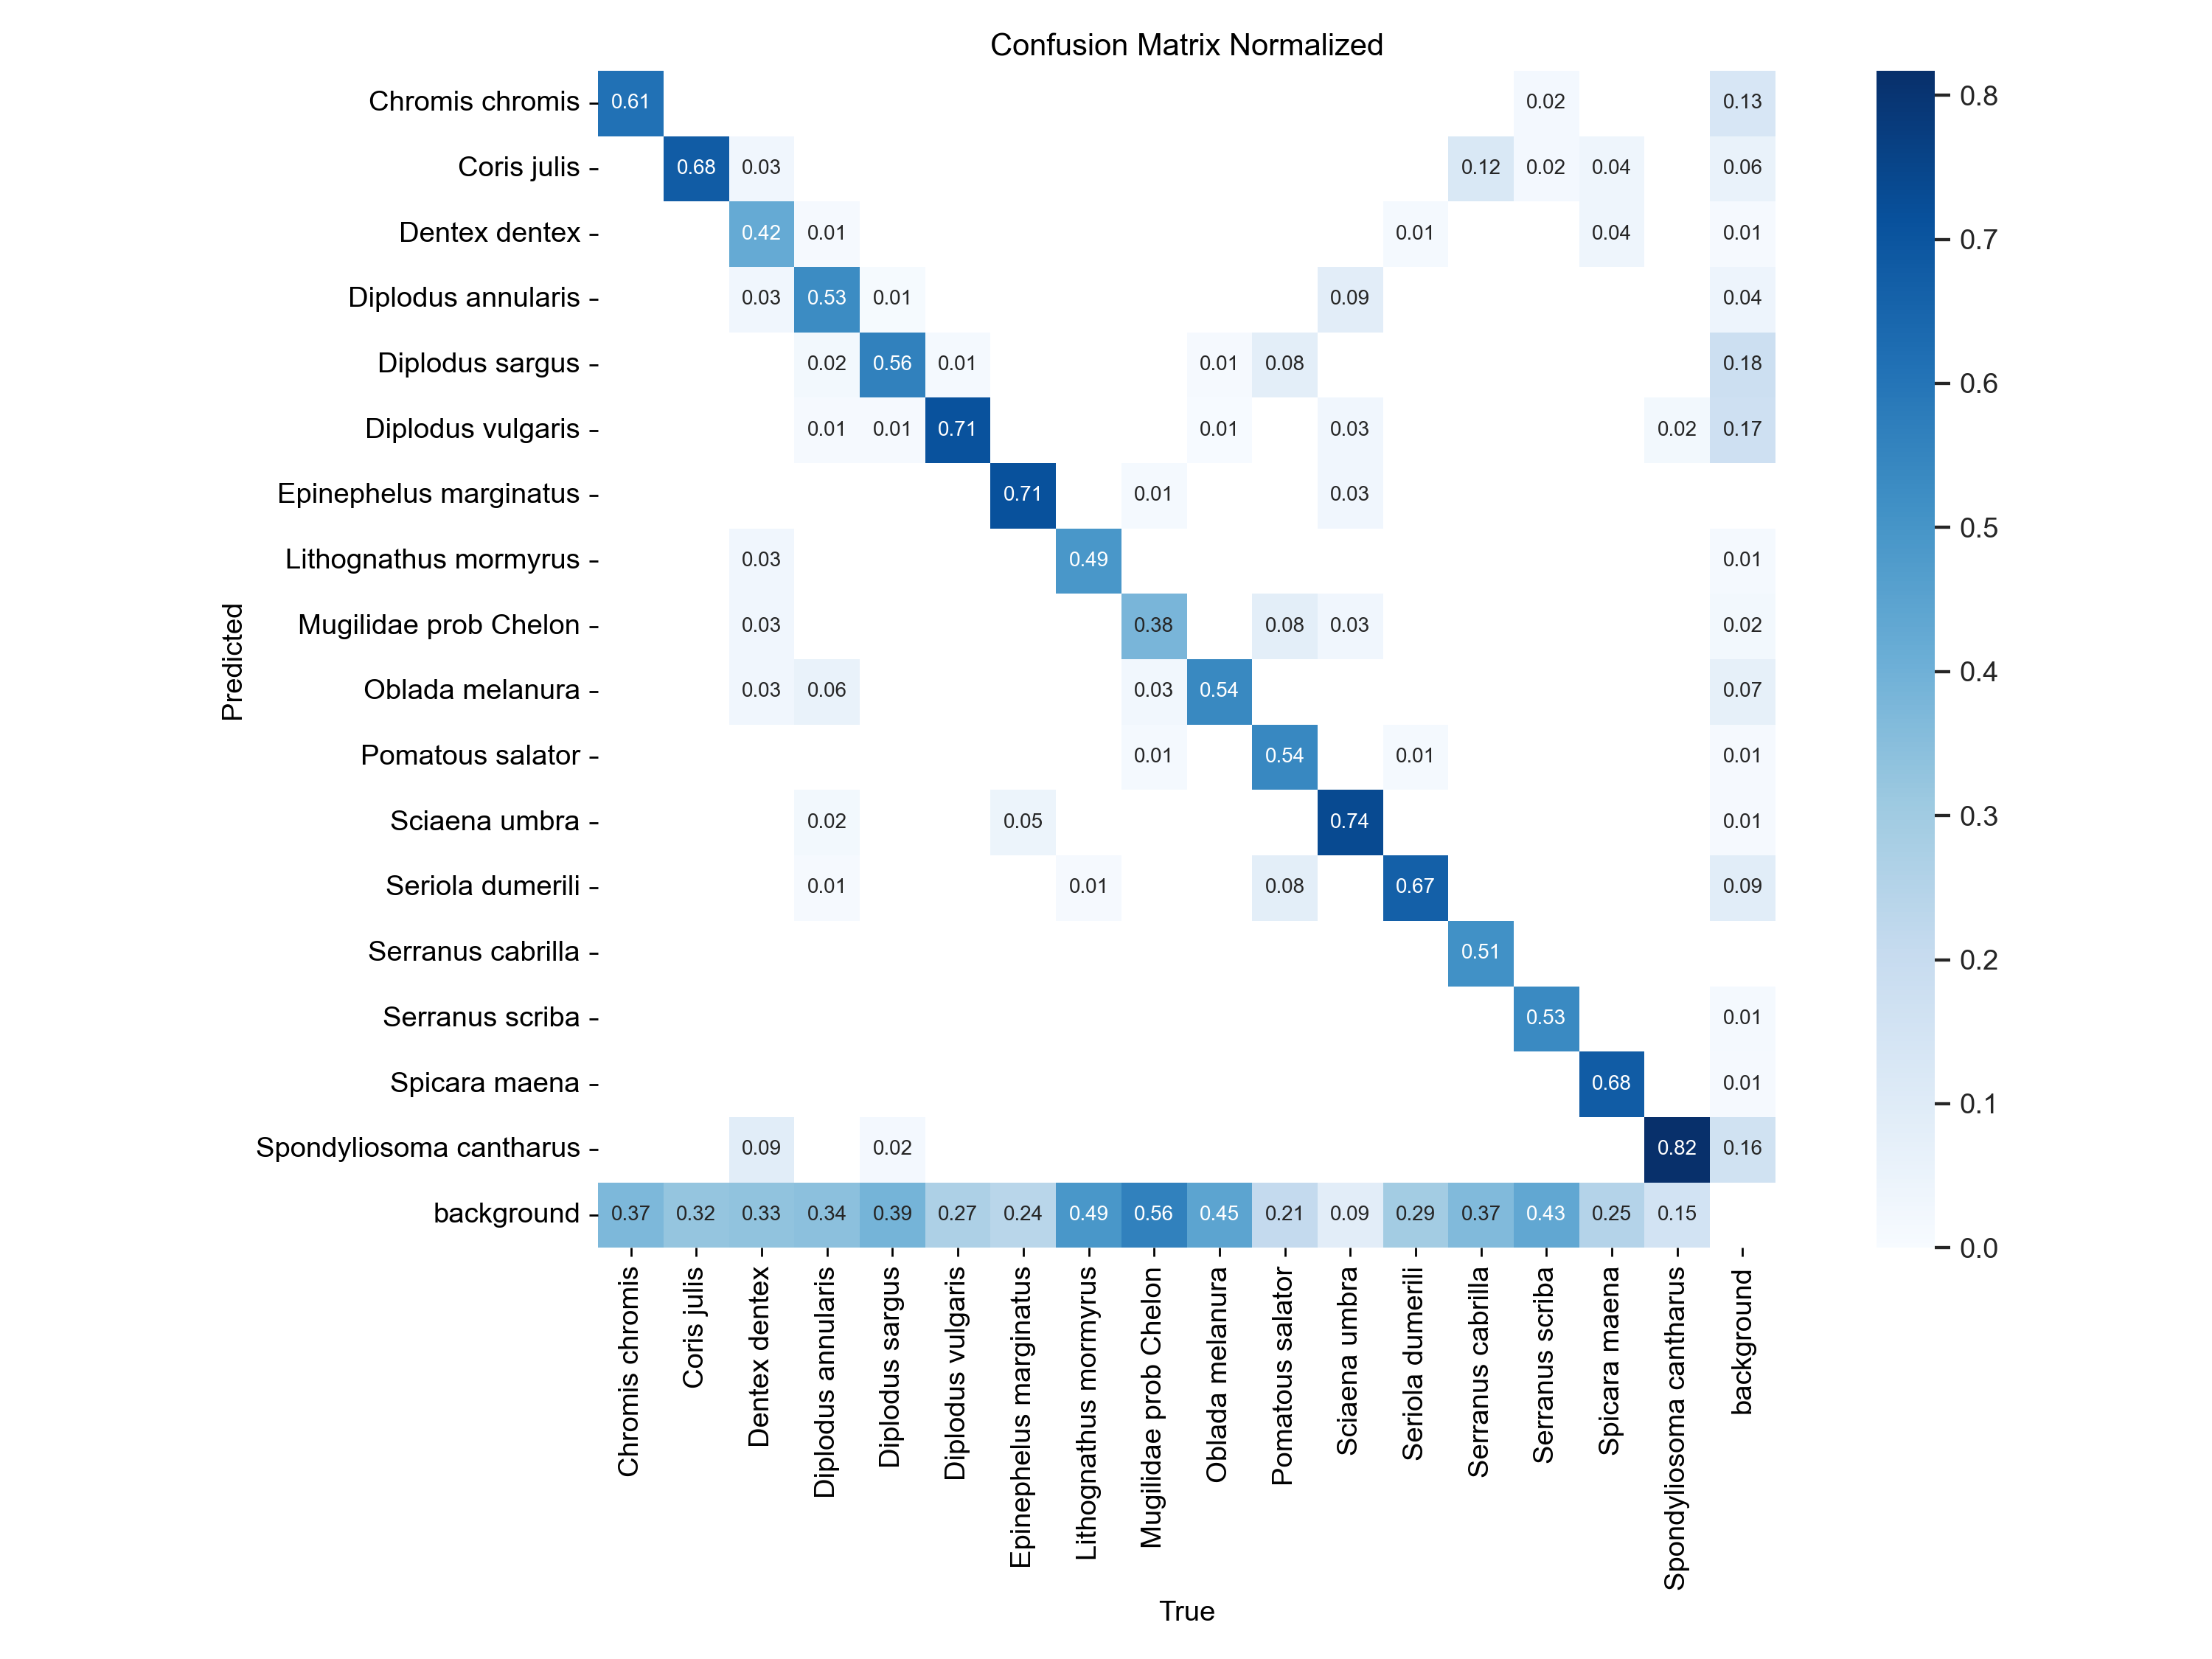 Confusion Matrix Normalized
Chromis chromis 0.61 0.02 0.13
Coris julis 0.68 0.03 0.12 0.02 0.04 0.06
Dentex dentex 0.42 0.01 0.01 0.04 0.01
Diplodus annularis 0.03 0.53 0.01 0.09 0.04
Diplodus sargus 0.02 0.56 0.01 0.01 0.08 0.18
Diplodus vulgaris 0.01 0.01 0.71 0.01 0.03 0.02 0.17
Epinephelus marginatus 0.71 0.01 0.03
Lithognathus mormyrus 0.03 0.49 0.01
Mugilidae prob Chelon 0.03 0.38 0.08 0.03 0.02
Oblada melanura 0.03 0.06 0.03 0.54 0.07
Pomatous salator 0.01 0.54 0.01 0.01
Sciaena umbra 0.02 0.05 0.74 0.01
Seriola dumerili 0.01 0.01 0.08 0.67 0.09
Serranus cabrilla 0.51
Serranus scriba 0.53 0.01
Spicara maena 0.68 0.01
Spondyliosoma cantharus 0.09 0.02 0.82 0.16
background 0.37 0.32 0.33 0.34 0.39 0.27 0.24 0.49 0.56 0.45 0.21 0.09 0.29 0.37 0.43 0.25 0.15
Predicted
Chromis chromis
Coris julis
Dentex dentex
Diplodus annularis
Diplodus sargus
Diplodus vulgaris
Epinephelus marginatus
Lithognathus mormyrus
Mugilidae prob Chelon
Oblada melanura
Pomatous salator
Sciaena umbra
Seriola dumerili
Serranus cabrilla
Serranus scriba
Spicara maena
Spondyliosoma cantharus
background
True
0.8
0.7
0.6
0.5
0.4
0.3
0.2
0.1
0.0